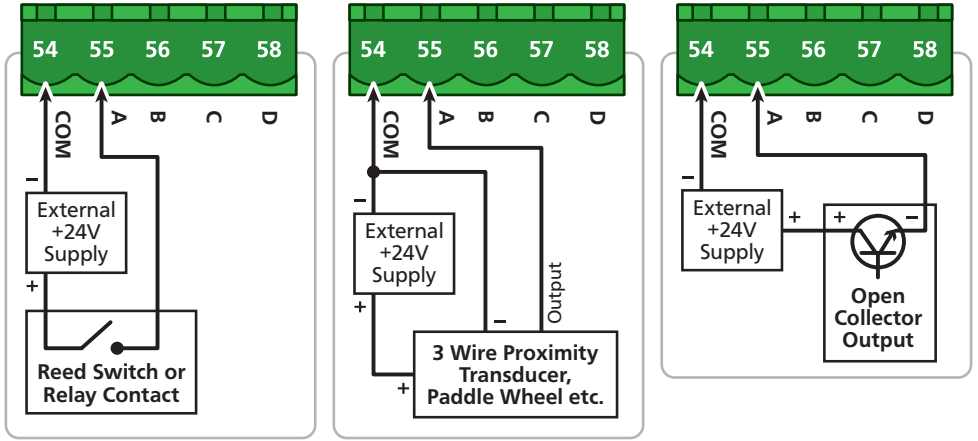 54 55 56 57 58
COM A B C D
−
External
+24V
Supply
+
Reed Switch or
Relay Contact
54 55 56 57 58
COM A B C D
−
External
+24V
Supply
+
Output
−
+
3 Wire Proximity
Transducer,
Paddle Wheel etc.
54 55 56 57 58
COM A B C D
−
External
+24V
Supply
+
+ −
Open
Collector
Output